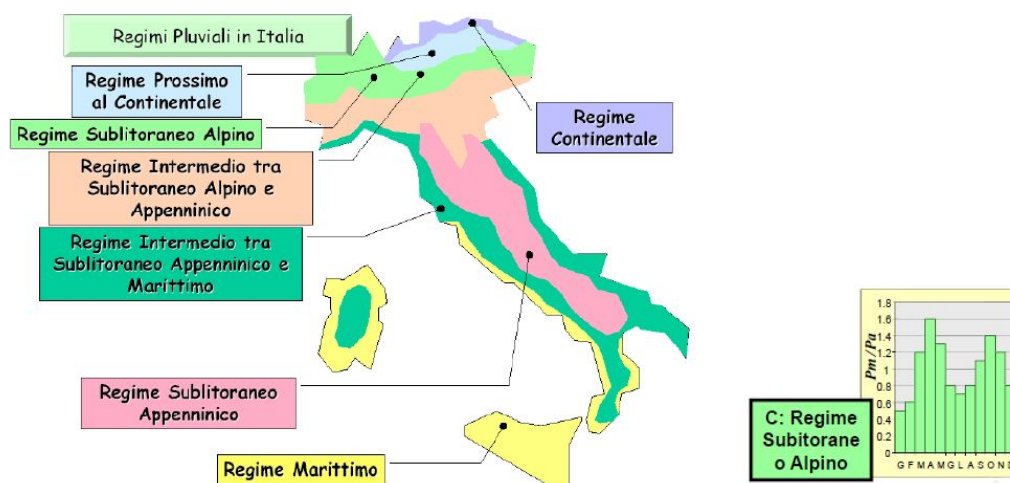 Regimi Pluviali in Italia
Regime Prossimo
al Continentale
Regime Sublitoraneo Alpino
Regime Intermedio tra
Sublitoraneo Alpino e
Appenninico
Regime Intermedio tra
Sublitoraneo Appenninico e
Marittimo
Regime Sublitoraneo
Appenninico
Regime Marittimo
Regime
Continentale
C: Regime
Subitorane
o Alpino
Pm/Pa
1.8
1.6
1.4
1.2
1
0.8
0.6
0.4
0.2
0
G F M A M G L A S O N D